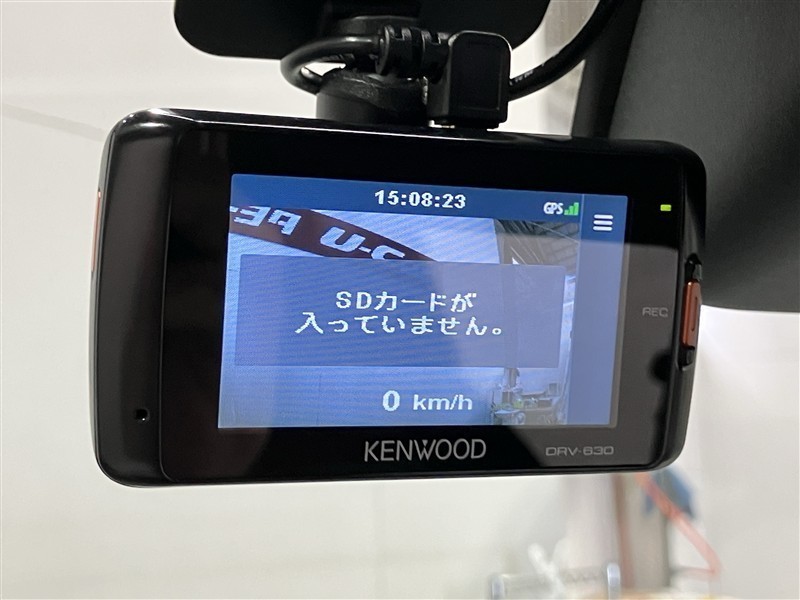 15:08:23
GPS
SDカードが
入っていません。
0 km/h
REC
KENWOOD
DRV-630